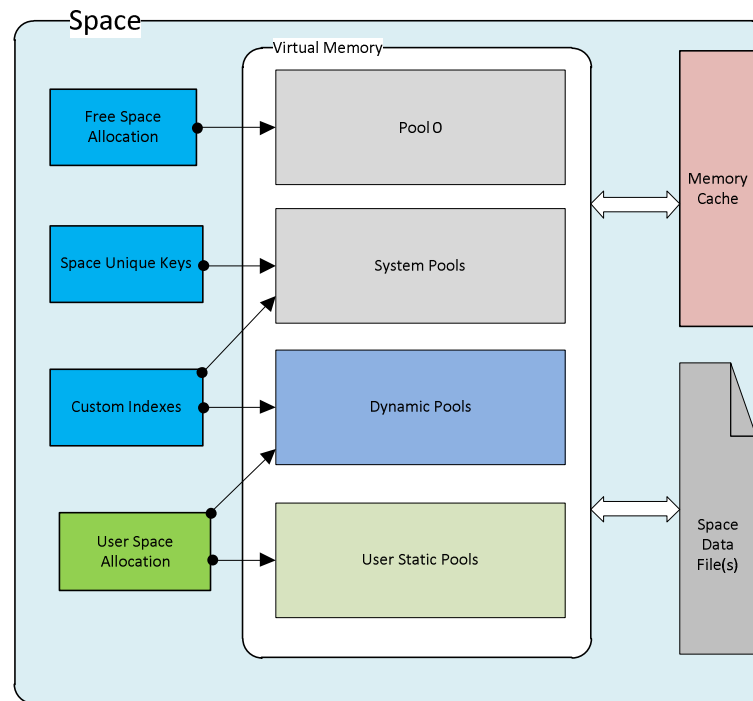 Space
Virtual Memory
Free Space
Allocation
Pool 0
Memory
Cache
Space Unique Keys
System Pools
Custom Indexes
Dynamic Pools
User Space
Allocation
User Static Pools
Space
Data
File(s)